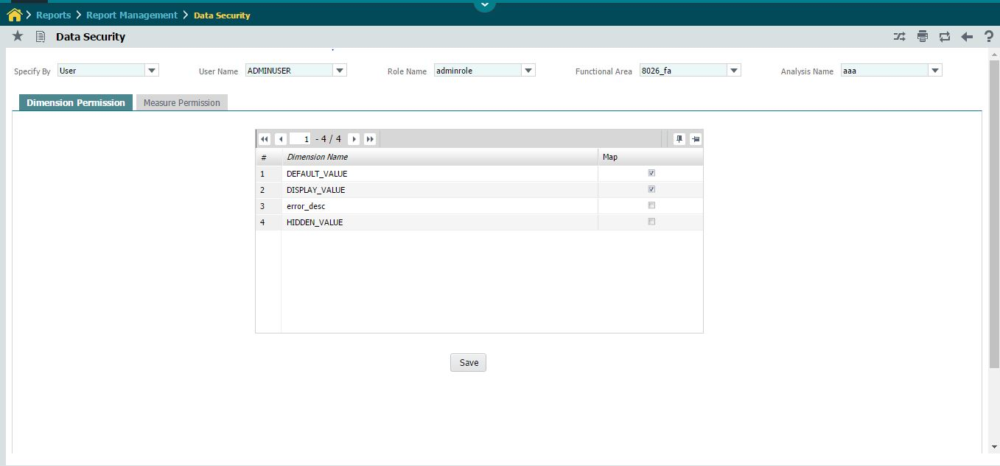 Reports > Report Management > Data Security
Data Security
Specify By User User Name ADMINUSER Role Name adminrole Functional Area 8026_fa Analysis Name aaa
Dimension Permission Measure Permission
1 - 4 / 4
# Dimension Name Map
1 DEFAULT_VALUE
2 DISPLAY_VALUE
3 error_desc
4 HIDDEN_VALUE
Save